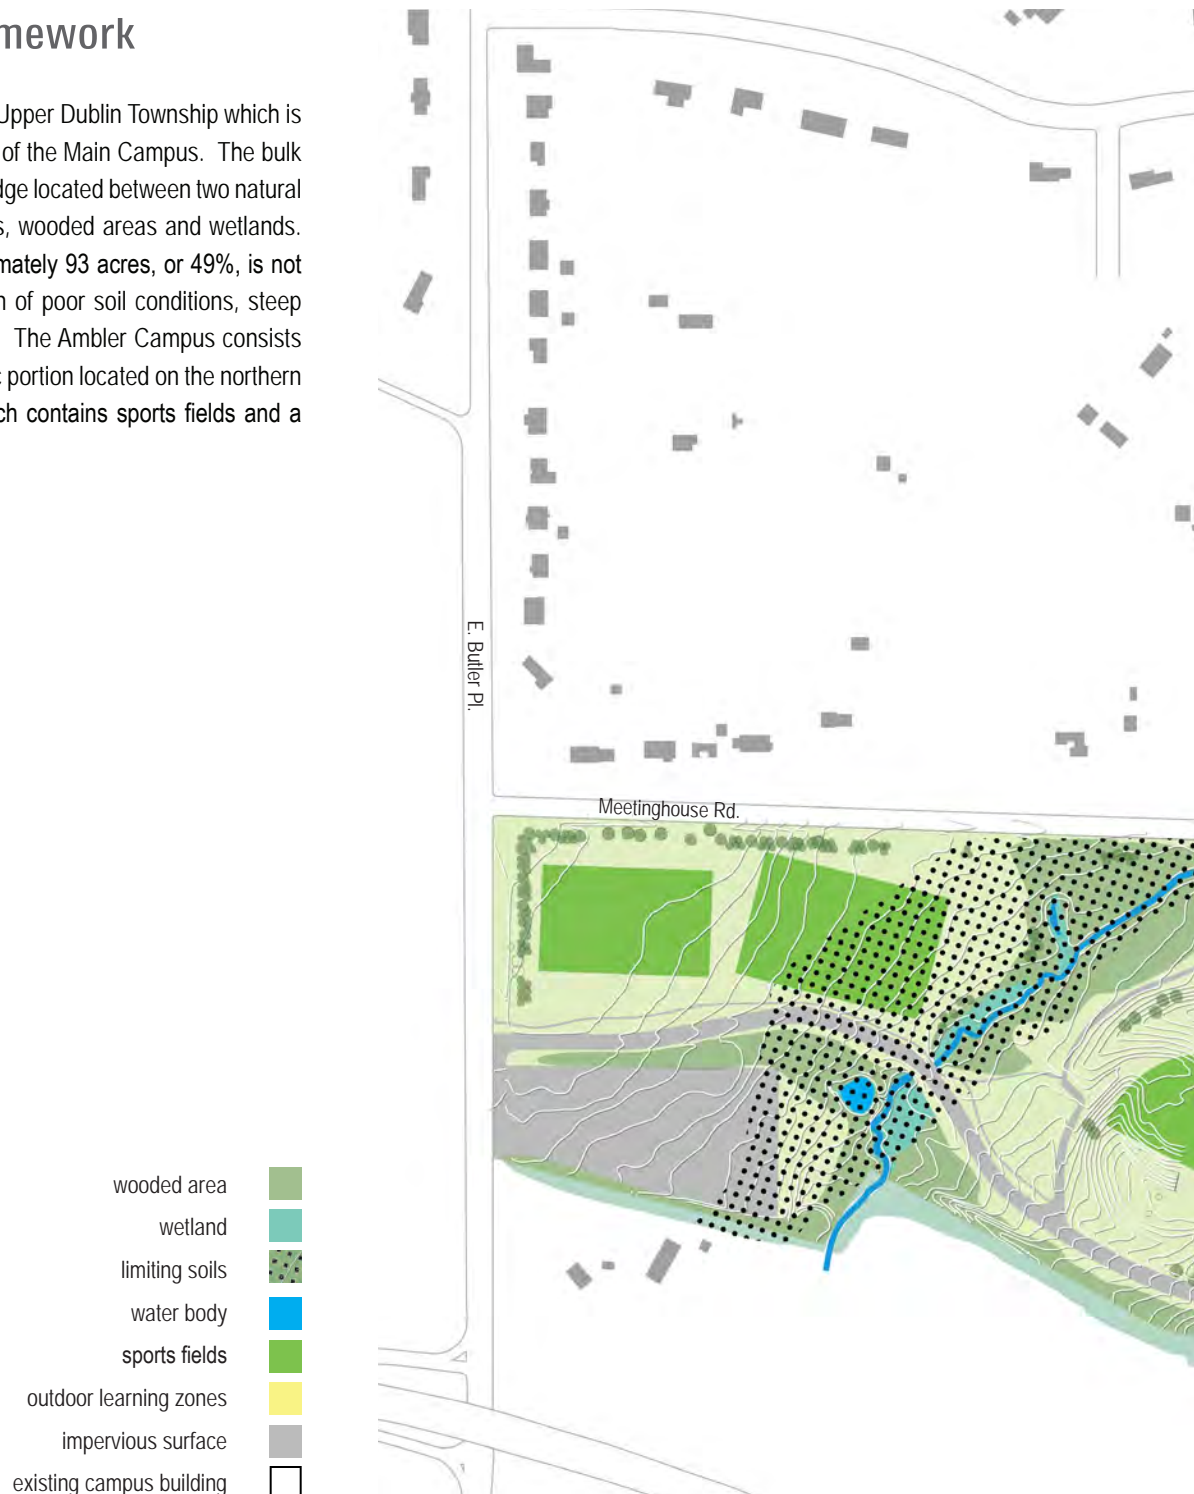 mework
Upper Dublin Township which is
of the Main Campus. The bulk
dge located between two natural
s, wooded areas and wetlands.
mately 93 acres, or 49%, is not
n of poor soil conditions, steep
The Ambler Campus consists
c portion located on the northern
ch contains sports fields and a
E. Butler Pl.
Meetinghouse Rd.
wooded area
wetland
limiting soils
water body
sports fields
outdoor learning zones
impervious surface
existing campus building